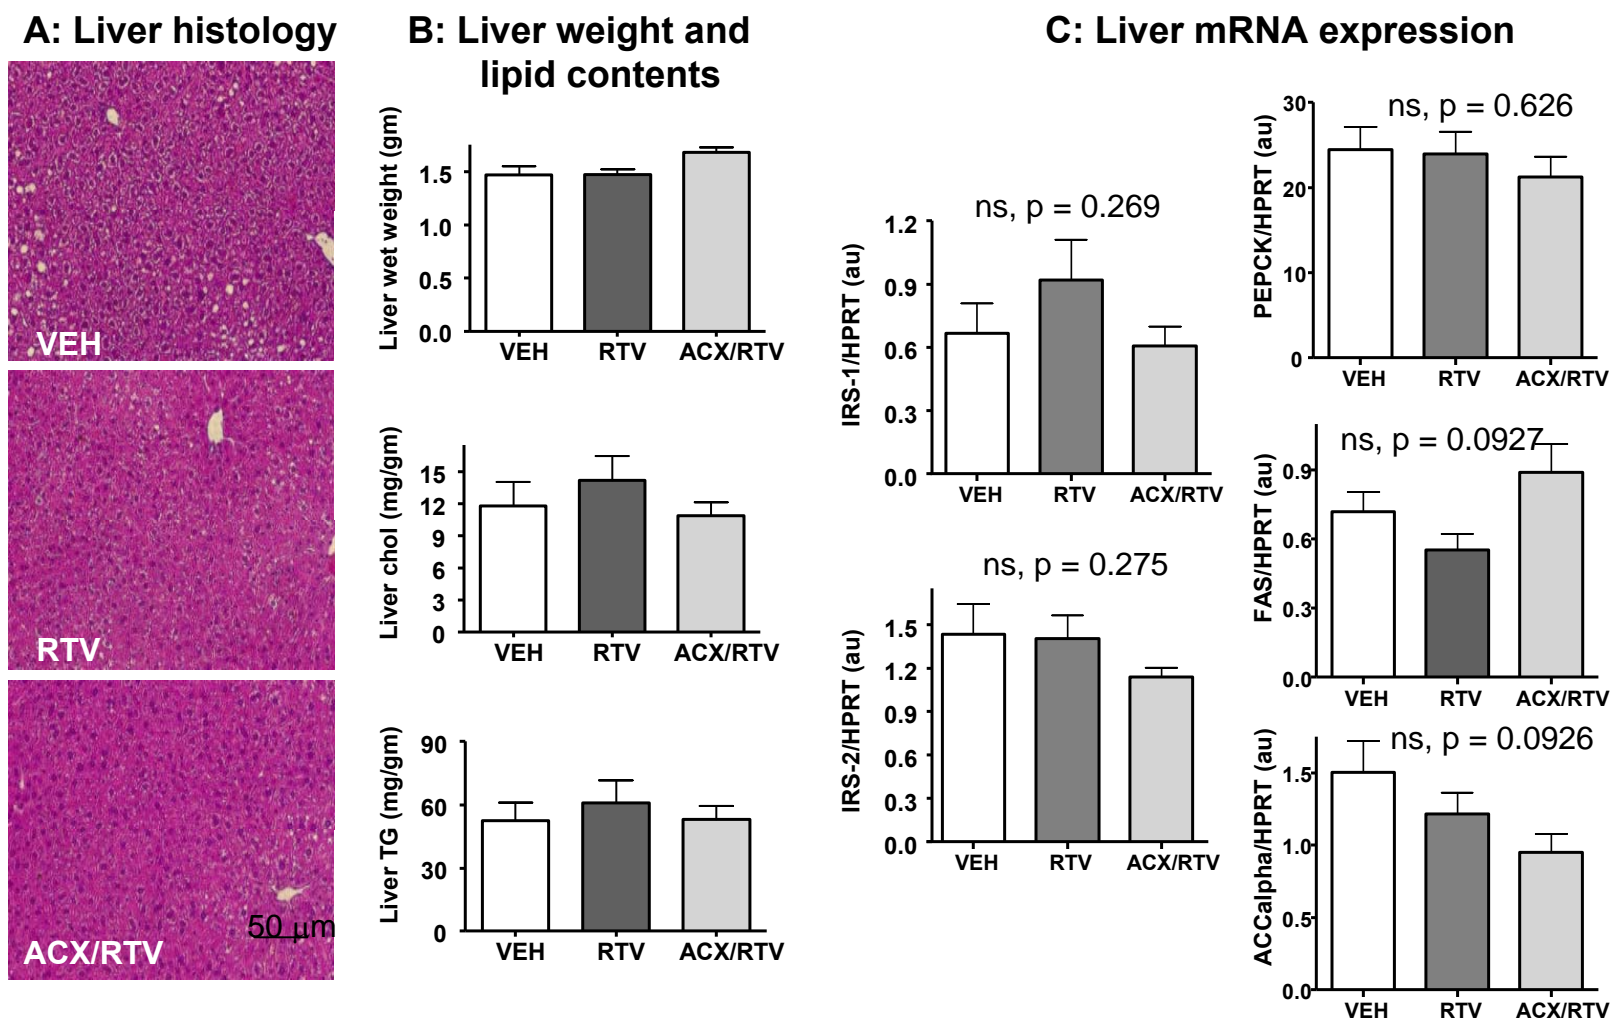 A: Liver histology
VEH
RTV
50 μm
ACX/RTV
B: Liver weight and
lipid contents
Liver wet weight (gm)
1.5
1.0
0.5
0.0
VEH RTV ACX/RTV
Liver chol (mg/gm)
15
12
9
6
3
0
VEH RTV ACX/RTV
Liver TG (mg/gm)
90
60
30
0
VEH RTV ACX/RTV
C: Liver mRNA expression
ns, p = 0.269
IRS-1/HPRT (au)
1.2
0.9
0.6
0.3
0.0
VEH RTV ACX/RTV
ns, p = 0.275
IRS-2/HPRT (au)
1.5
1.2
0.9
0.6
0.3
0.0
VEH RTV ACX/RTV
ns, p = 0.626
PEPCK/HPRT (au)
30
20
10
0
VEH RTV ACX/RTV
ns, p = 0.0927
FAS/HPRT (au)
0.9
0.6
0.3
0.0
VEH RTV ACX/RTV
ns, p = 0.0926
ACCalpha/HPRT (au)
1.5
1.0
0.5
0.0
VEH RTV ACX/RTV